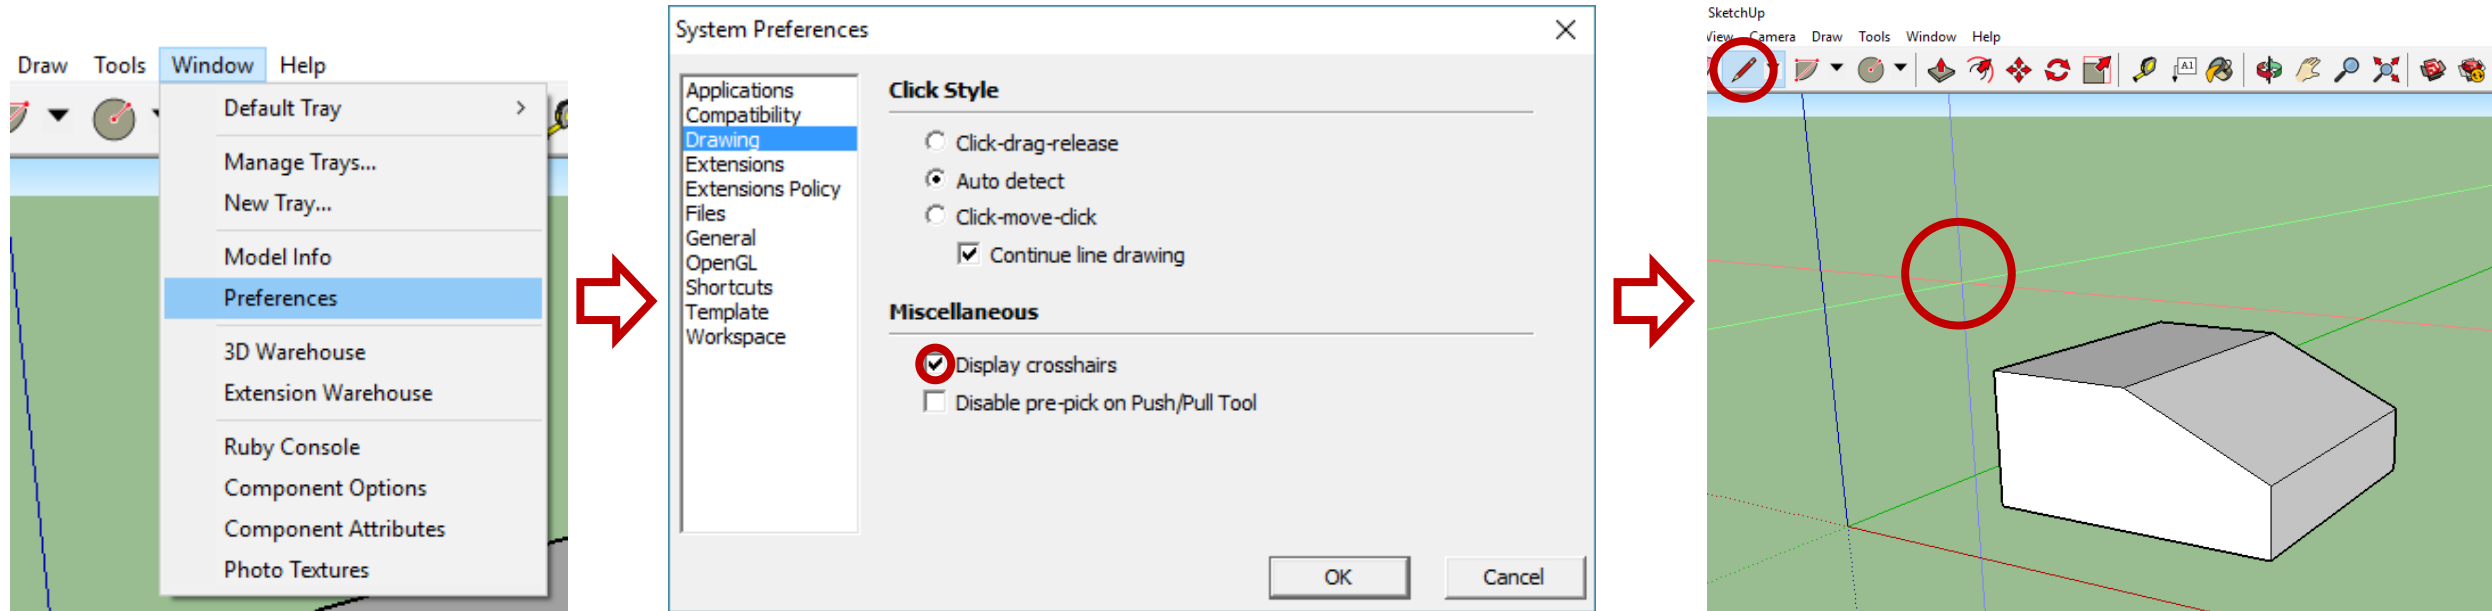 Draw Tools Window Help
Default Tray >
Manage Trays...
New Tray...
Model Info
Preferences
3D Warehouse
Extension Warehouse
Ruby Console
Component Options
Component Attributes
Photo Textures
System Preferences
Applications
Compatibility
Drawing
Extensions
Extensions Policy
Files
General
OpenGL
Shortcuts
Template
Workspace
Click Style
Click-drag-release
Auto detect
Click-move-click
Continue line drawing
Miscellaneous
Display crosshairs
Disable pre-pick on Push/Pull Tool
OK Cancel
SketchUp
View Camera Draw Tools Window Help
A1